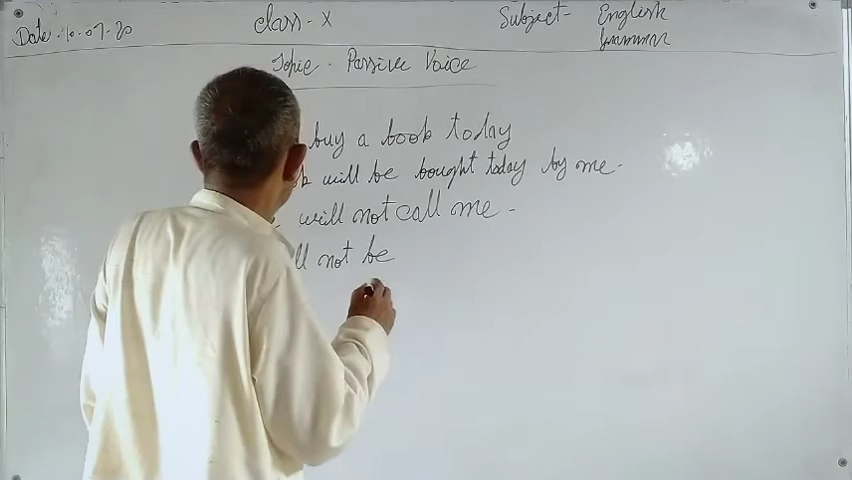 Date. 10.07-20 Class - X Subject- English
Grammar
Topic - Passive Voice
buy a book today
k will be bought today by me.
will not call me -
ll not be